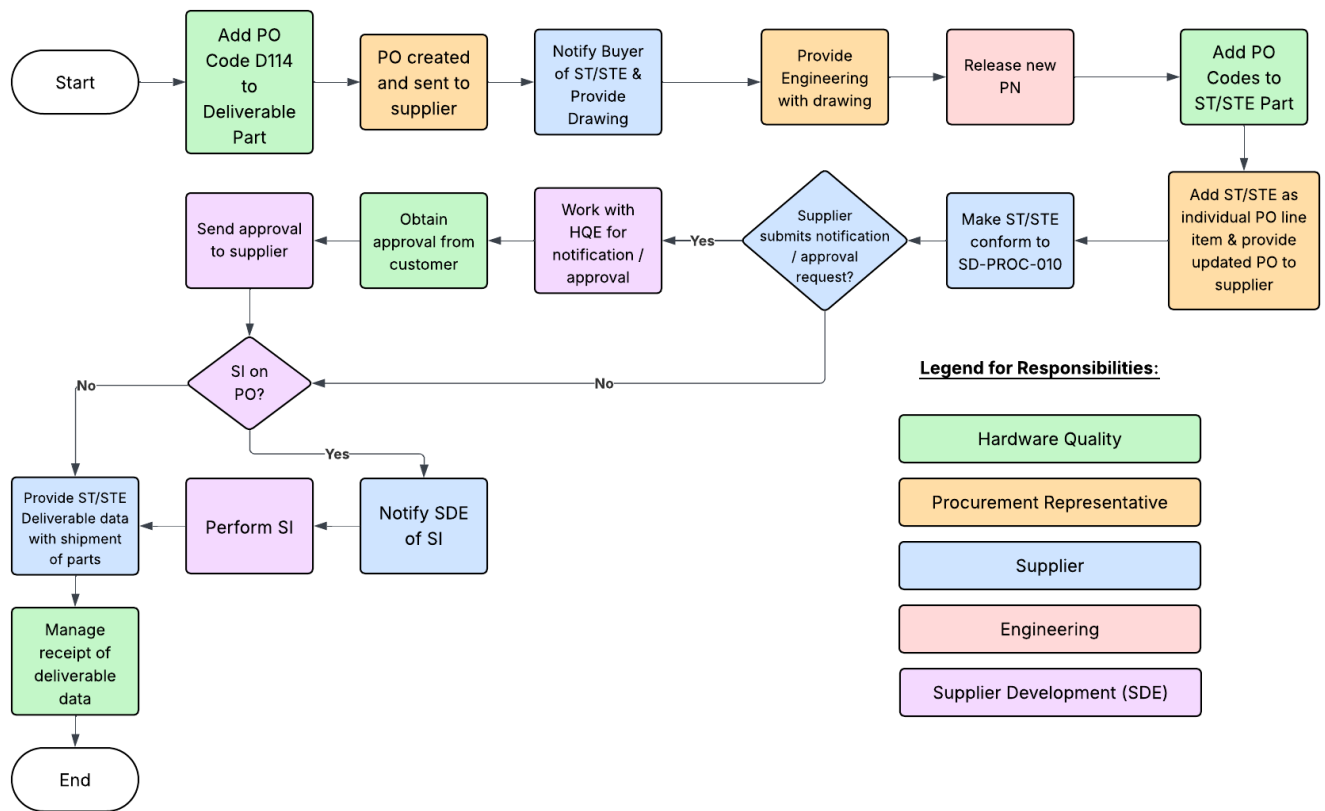 Start
Add PO
Code D114
to
Deliverable
Part
PO created
and sent to
supplier
Notify Buyer
of ST/STE &
Provide
Drawing
Provide
Engineering
with drawing
Release new
PN
Add PO
Codes to
ST/STE Part
Add ST/STE as
individual PO line
item & provide
updated PO to
supplier
Make ST/STE
conform to
SD-PROC-010
Supplier
submits notification
/ approval
request?
Yes
Work with
HQE for
notification /
approval
Obtain
approval from
customer
Send approval
to supplier
SI on
PO?
No
No
Yes
Notify SDE
of SI
Perform SI
Provide ST/STE
Deliverable data
with shipment
of parts
Manage
receipt of
deliverable
data
End
Legend for Responsibilities:
Hardware Quality
Procurement Representative
Supplier
Engineering
Supplier Development (SDE)